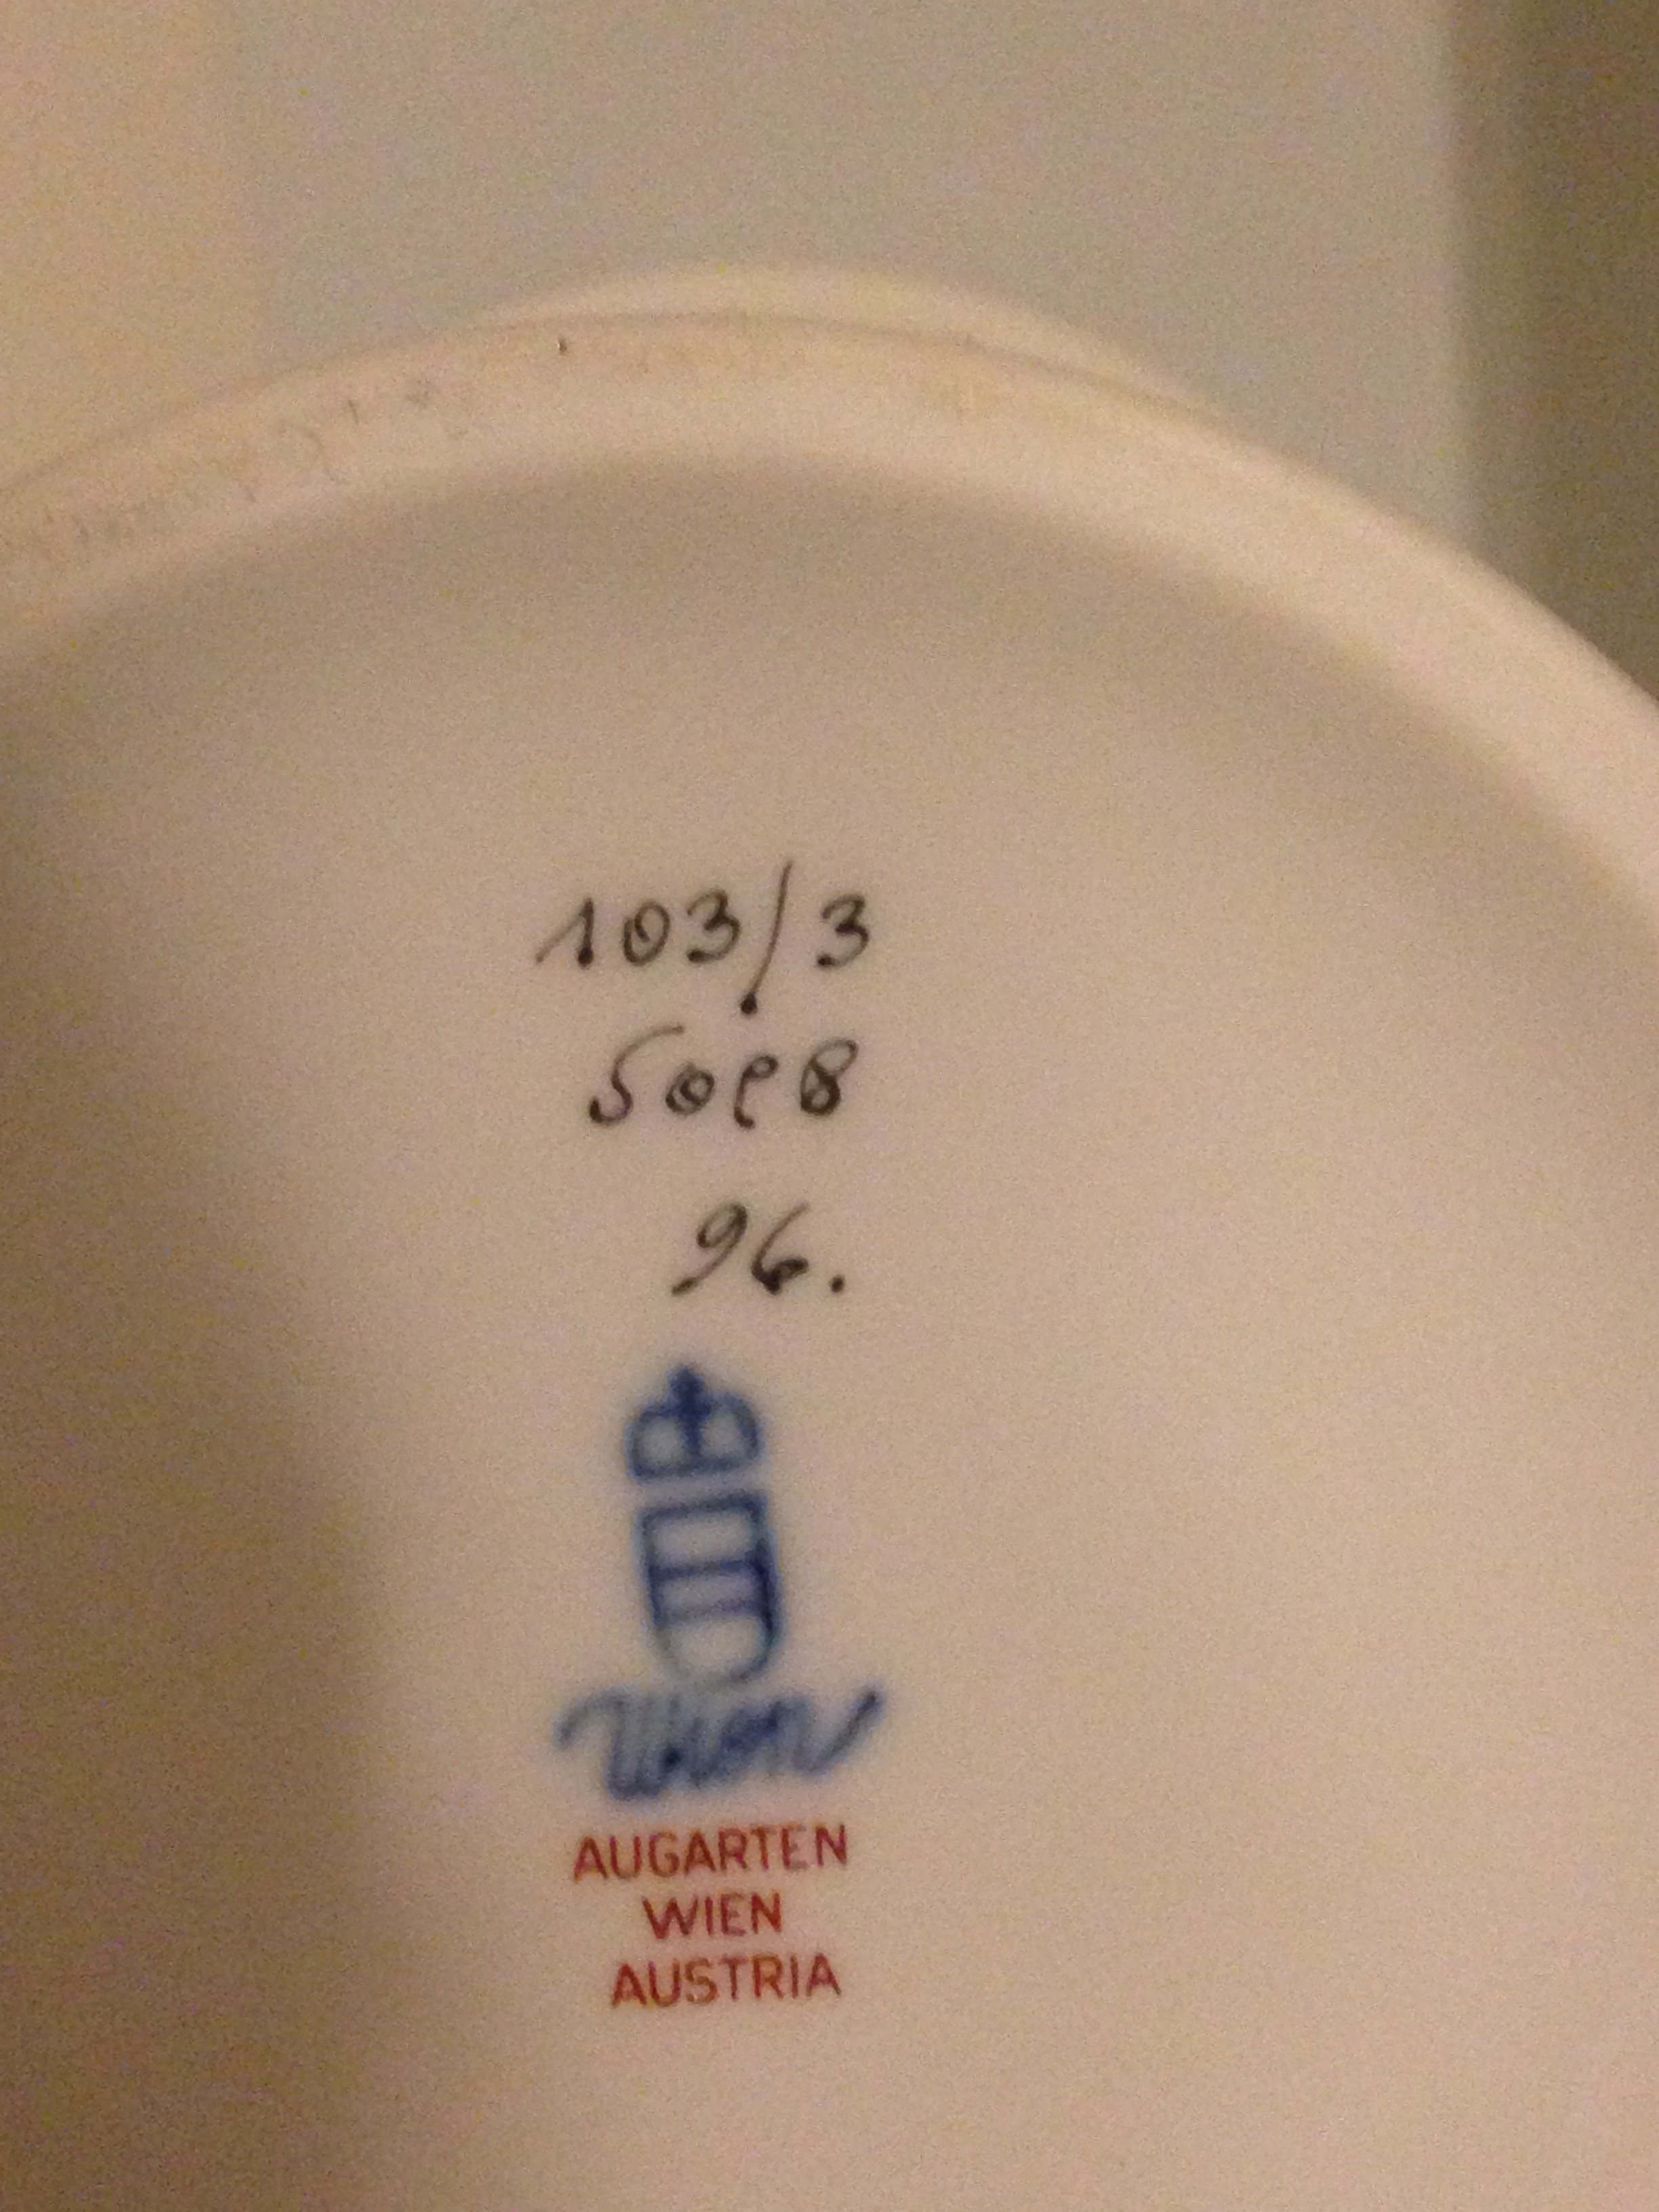 103/3
5098
96.
Wien
AUGARTEN
WIEN
AUSTRIA